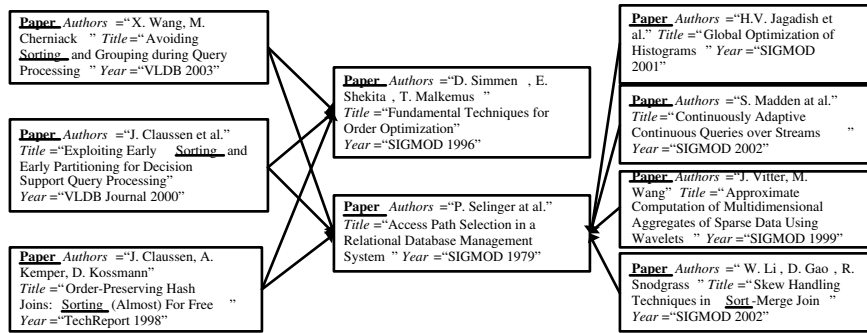 Paper Authors =“X. Wang, M.
Cherniack ” Title=“Avoiding
Sorting and Grouping during Query
Processing ” Year =“VLDB 2003”
Paper Authors =“J. Claussen et al.”
Title =“Exploiting Early Sorting and
Early Partitioning for Decision
Support Query Processing”
Year =“VLDB Journal 2000”
Paper Authors =“J. Claussen, A.
Kemper, D. Kossmann”
Title =“Order-Preserving Hash
Joins: Sorting (Almost) For Free ”
Year =“TechReport 1998”
Paper Authors =“D. Simmen , E.
Shekita , T. Malkemus ”
Title =“Fundamental Techniques for
Order Optimization”
Year =“SIGMOD 1996”
Paper Authors =“P. Selinger at al.”
Title =“Access Path Selection in a
Relational Database Management
System ” Year =“SIGMOD 1979”
Paper Authors =“H.V. Jagadish et
al.” Title =“Global Optimization of
Histograms ” Year =“SIGMOD
2001”
Paper Authors =“S. Madden at al.”
Title =“Continuously Adaptive
Continuous Queries over Streams ”
Year =“SIGMOD 2002”
Paper Authors =“J. Vitter, M.
Wang” Title =“Approximate
Computation of Multidimensional
Aggregates of Sparse Data Using
Wavelets ” Year =“SIGMOD 1999”
Paper Authors =“ W. Li , D. Gao , R.
Snodgrass ” Title =“Skew Handling
Techniques in Sort -Merge Join ”
Year =“SIGMOD 2002”